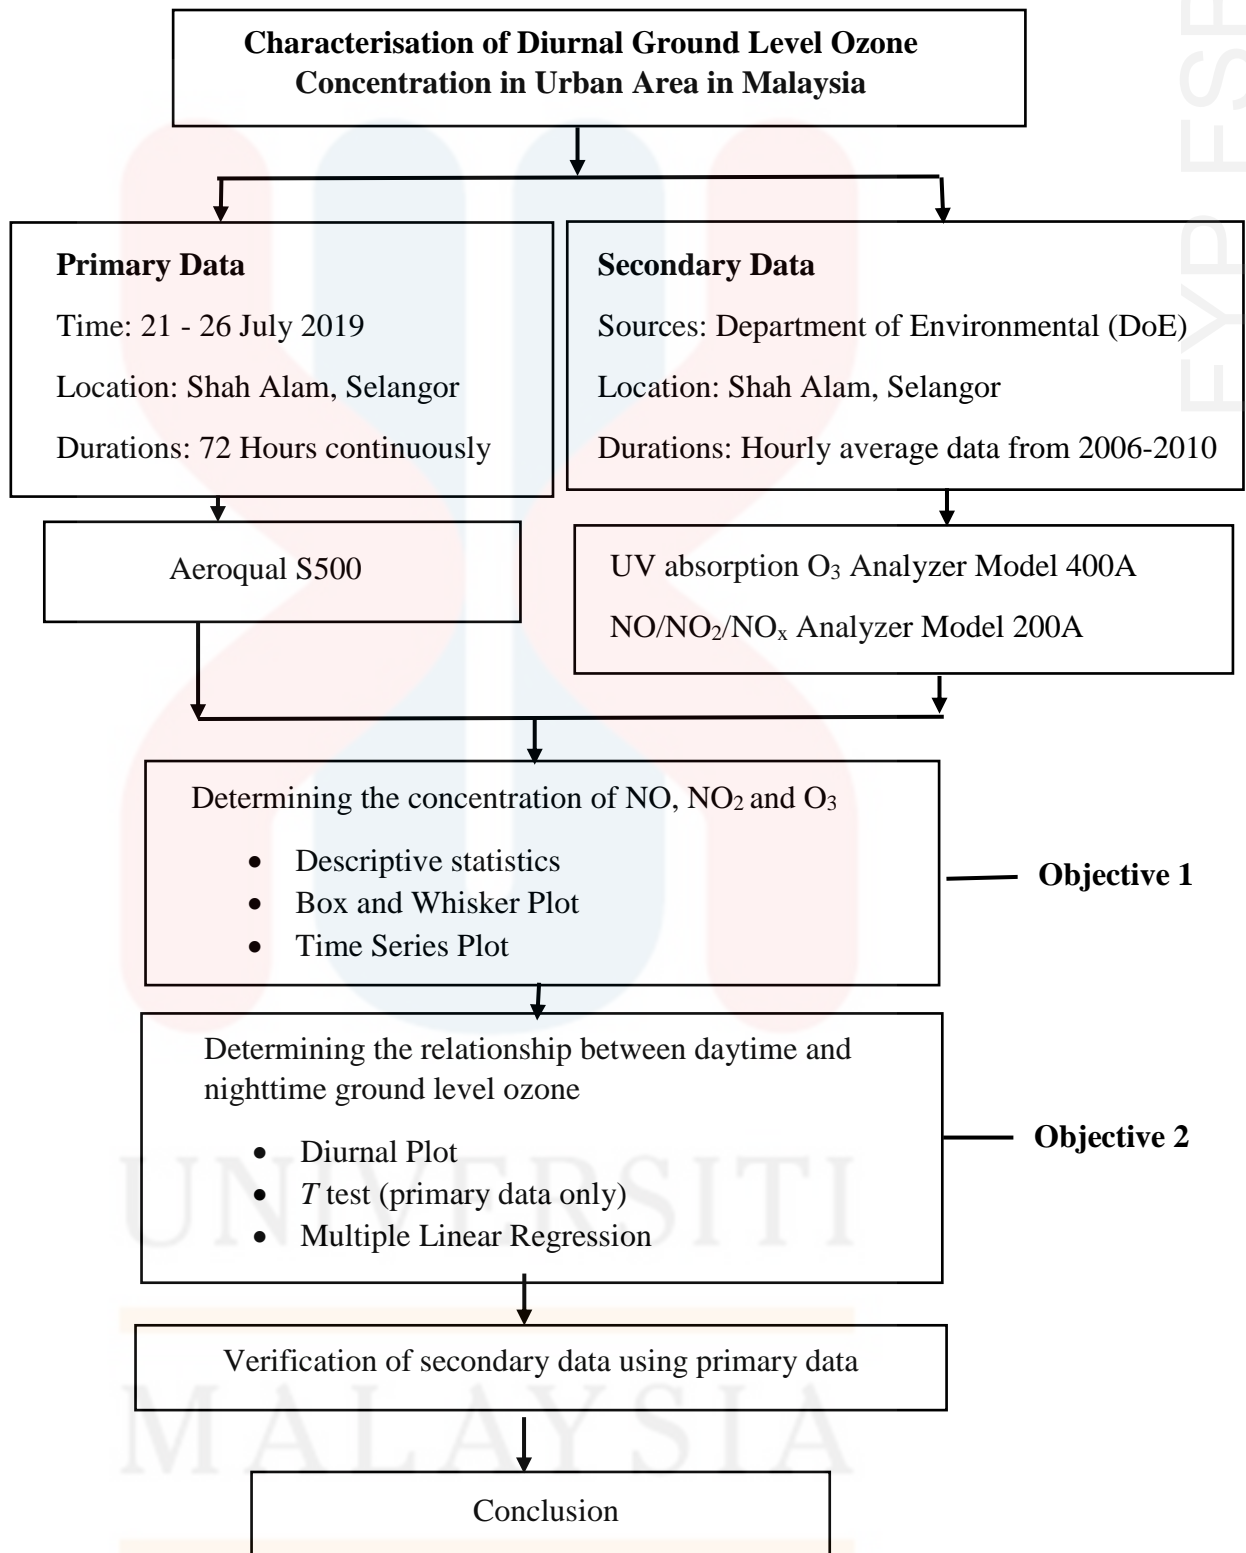 Characterisation of Diurnal Ground Level Ozone
Concentration in Urban Area in Malaysia
Primary Data
Time: 21 - 26 July 2019
Location: Shah Alam, Selangor
Durations: 72 Hours continuously
Secondary Data
Sources: Department of Environmental (DoE)
Location: Shah Alam, Selangor
Durations: Hourly average data from 2006-2010
Aeroqual S500
UV absorption O₃ Analyzer Model 400A
NO/NO₂/NOₓ Analyzer Model 200A
Determining the concentration of NO, NO₂ and O₃
• Descriptive statistics
• Box and Whisker Plot
• Time Series Plot
Objective 1
Determining the relationship between daytime and
nighttime ground level ozone
• Diurnal Plot
• T test (primary data only)
• Multiple Linear Regression
Objective 2
Verification of secondary data using primary data
Conclusion
UNIVERSITI
MALAYSIA
FYP